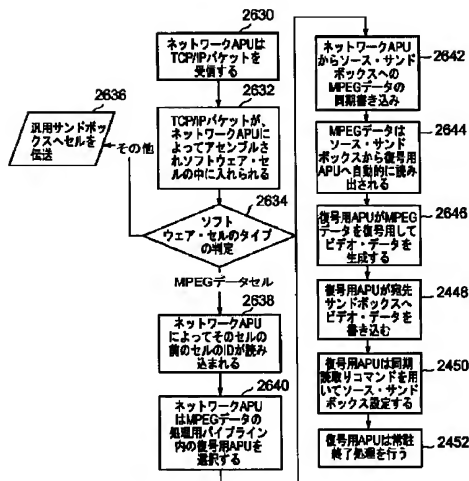 2630
ネットワークAPUは
TCP/IPパケットを
受信する
2632
TCP/IPパケットが、
ネットワークAPUに
よってアセンブルさ
れソフトウェア・セ
ルの中に入れられる
2636
汎用サンドボッ
クスへセルを
伝送
その他
2634
ソフト
ウェア・セルのタイプ
の判定
MPEGデータセル
2638
ネットワークAPU
によってそのセルの
前のセルのIDが読み
込まれる
2640
ネットワークAPU
はMPEGデータの
処理用パイプライン
内の復号用APUを
選択する
2642
ネットワークAPU
からソース・サンド
ボックスへの
MPEGデータの
同期書き込み
2644
MPEGデータは
ソース・サンド
ボックスから復号用
APUへ自動的に読み
出される
2646
復号用APUがMPEG
データを復号用して
ビデオ・データを
生成する
2448
復号用APUが宛先
サンドボックスへ
ビデオ・データを
書き込む
2450
復号用APUは同期
読取りコマンドを用
いてソース・サンド
ボックス設定する
2452
復号用APUは常駐
終了処理を行う